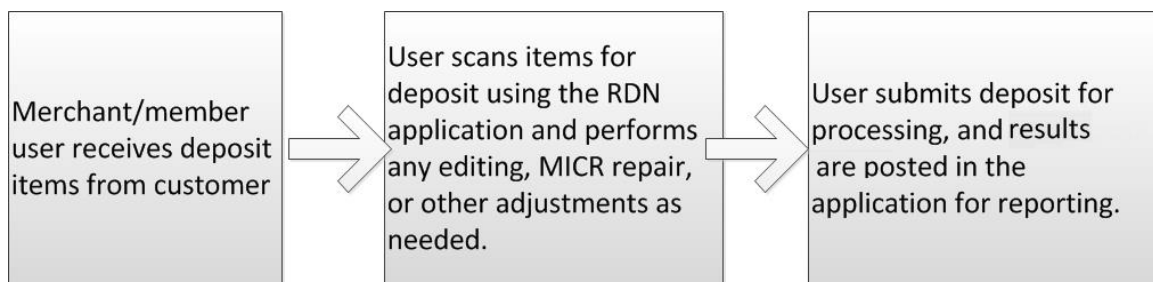 Merchant/member
user receives deposit
items from customer
User scans items for
deposit using the RDN
application and performs
any editing, MICR repair,
or other adjustments as
needed.
User submits deposit for
processing, and results
are posted in the
application for reporting.